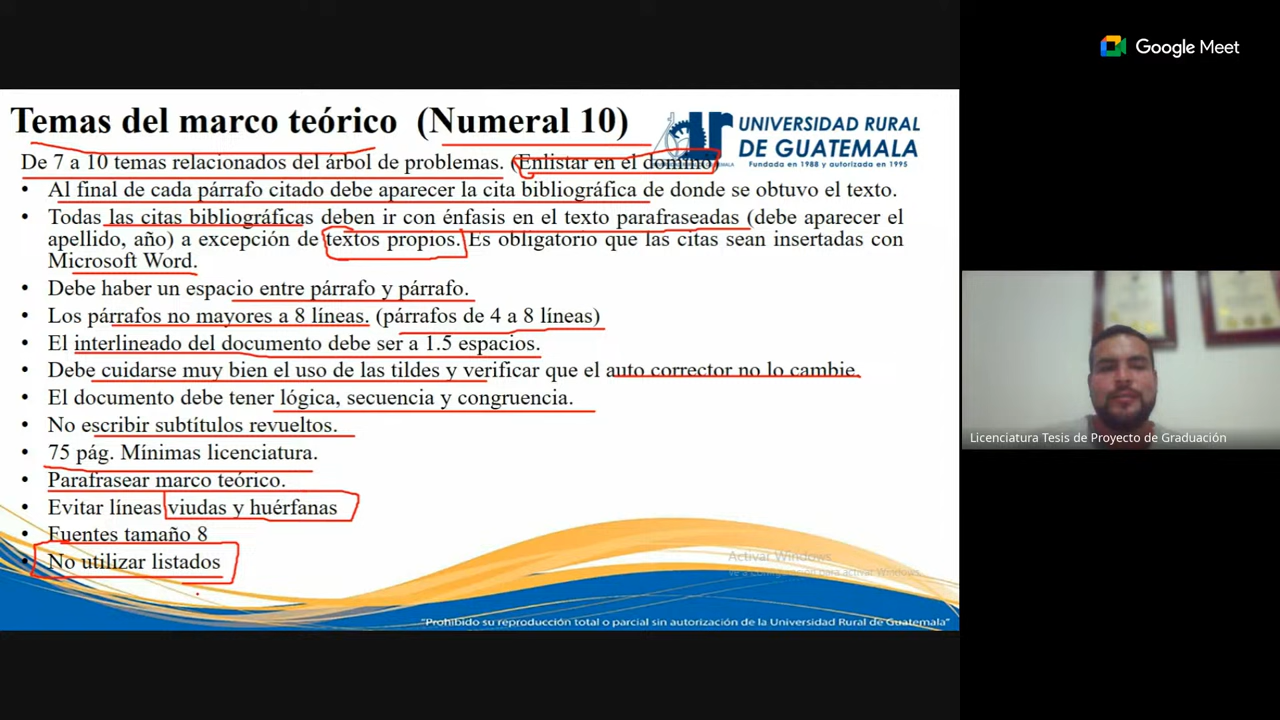 Google Meet
Temas del marco teórico (Numeral 10)
UNIVERSIDAD RURAL
DE GUATEMALA
Fundada en 1988 y autorizada en 1995
De 7 a 10 temas relacionados del árbol de problemas. (Enlistar en el dominó)
• Al final de cada párrafo citado debe aparecer la cita bibliográfica de donde se obtuvo el texto.
• Todas las citas bibliográficas deben ir con énfasis en el texto parafraseadas (debe aparecer el
apellido, año) a excepción de textos propios. Es obligatorio que las citas sean insertadas con
Microsoft Word.
• Debe haber un espacio entre párrafo y párrafo.
• Los párrafos no mayores a 8 líneas. (párrafos de 4 a 8 líneas)
• El interlineado del documento debe ser a 1.5 espacios.
• Debe cuidarse muy bien el uso de las tildes y verificar que el auto corrector no lo cambie.
• El documento debe tener lógica, secuencia y congruencia.
• No escribir subtítulos revueltos.
• 75 pág. Mínimas licenciatura.
• Parafrasear marco teórico.
• Evitar líneas viudas y huérfanas
• Fuentes tamaño 8
• No utilizar listados
Activar Windows
Ve a Configuración para activar Windows.
"Prohibido su reproducción total o parcial sin autorización de la Universidad Rural de Guatemala"
Licenciatura Tesis de Proyecto de Graduación